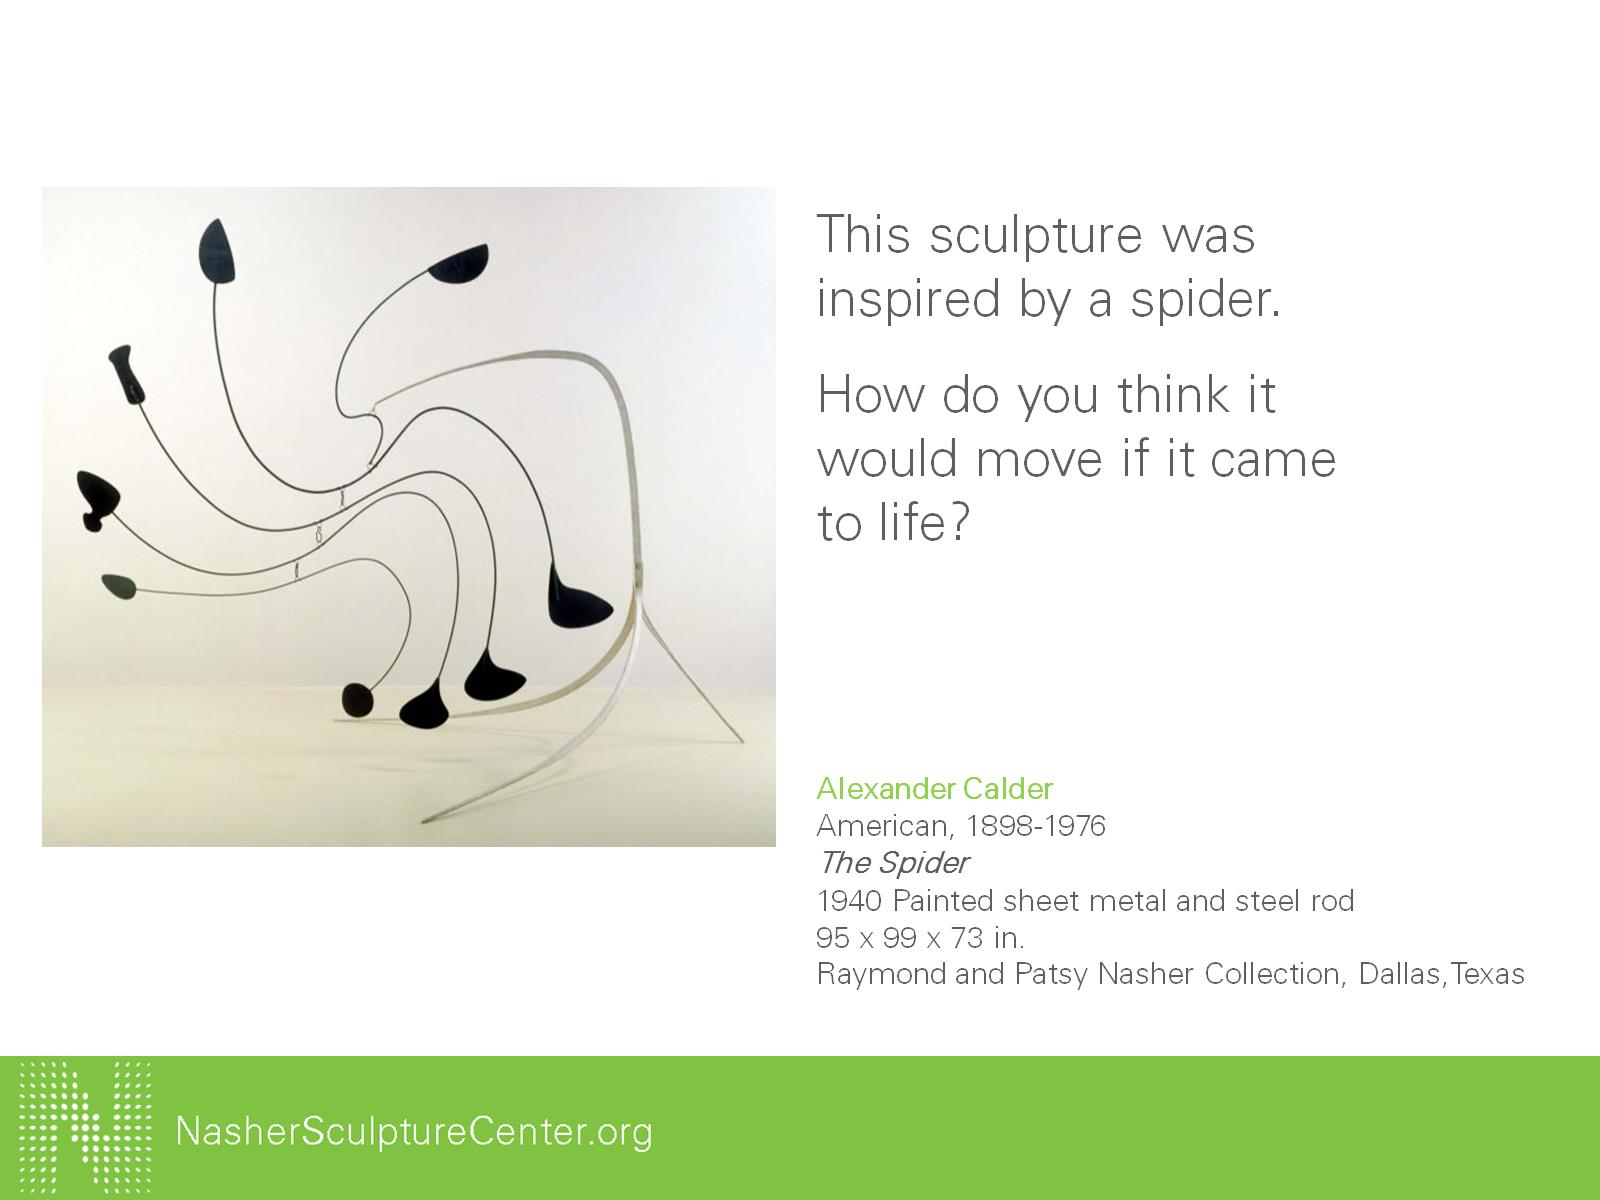 This sculpture was
inspired by a spider.
How do you think it
would move if it came
to life?
Alexander Calder
American, 1898-1976
The Spider
1940 Painted sheet metal and steel rod
95 x 99 x 73 in.
Raymond and Patsy Nasher Collection, Dallas, Texas
NasherSculptureCenter.org